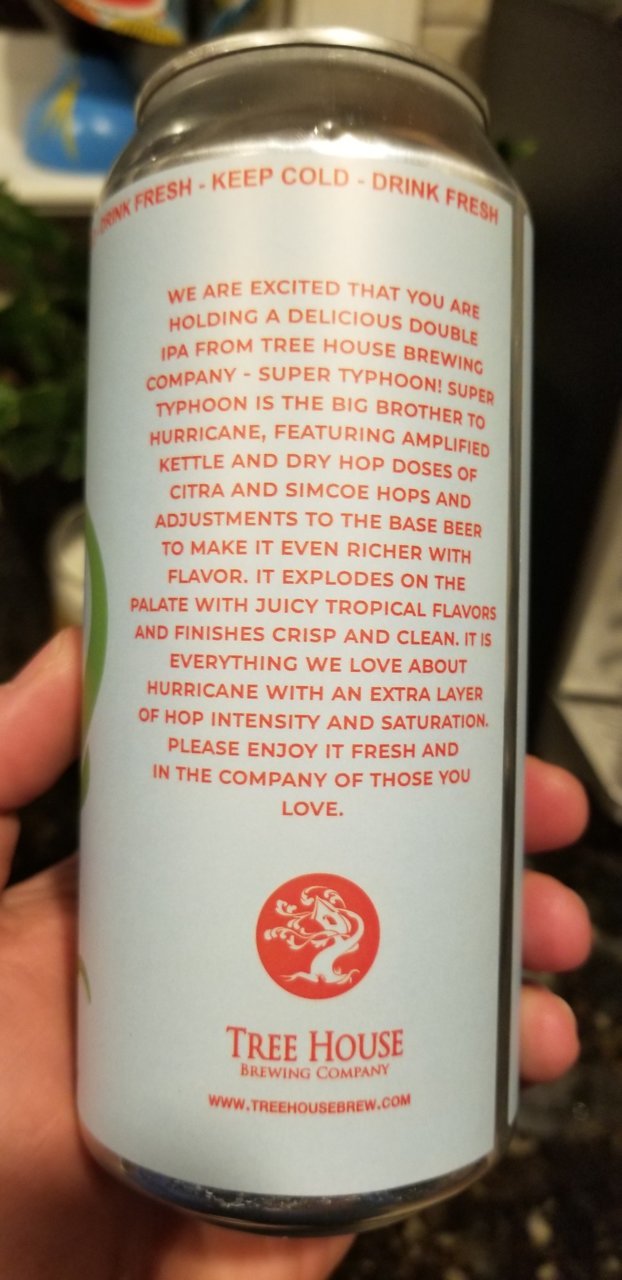 DRINK FRESH - KEEP COLD - DRINK FRESH
WE ARE EXCITED THAT YOU ARE
HOLDING A DELICIOUS DOUBLE
IPA FROM TREE HOUSE BREWING
COMPANY - SUPER TYPHOON! SUPER
TYPHOON IS THE BIG BROTHER TO
HURRICANE, FEATURING AMPLIFIED
KETTLE AND DRY HOP DOSES OF
CITRA AND SIMCOE HOPS AND
ADJUSTMENTS TO THE BASE BEER
TO MAKE IT EVEN RICHER WITH
FLAVOR. IT EXPLODES ON THE
PALATE WITH JUICY TROPICAL FLAVORS
AND FINISHES CRISP AND CLEAN. IT IS
EVERYTHING WE LOVE ABOUT
HURRICANE WITH AN EXTRA LAYER
OF HOP INTENSITY AND SATURATION.
PLEASE ENJOY IT FRESH AND
IN THE COMPANY OF THOSE YOU
LOVE.
TREE HOUSE
BREWING COMPANY
WWW.TREEHOUSEBREW.COM